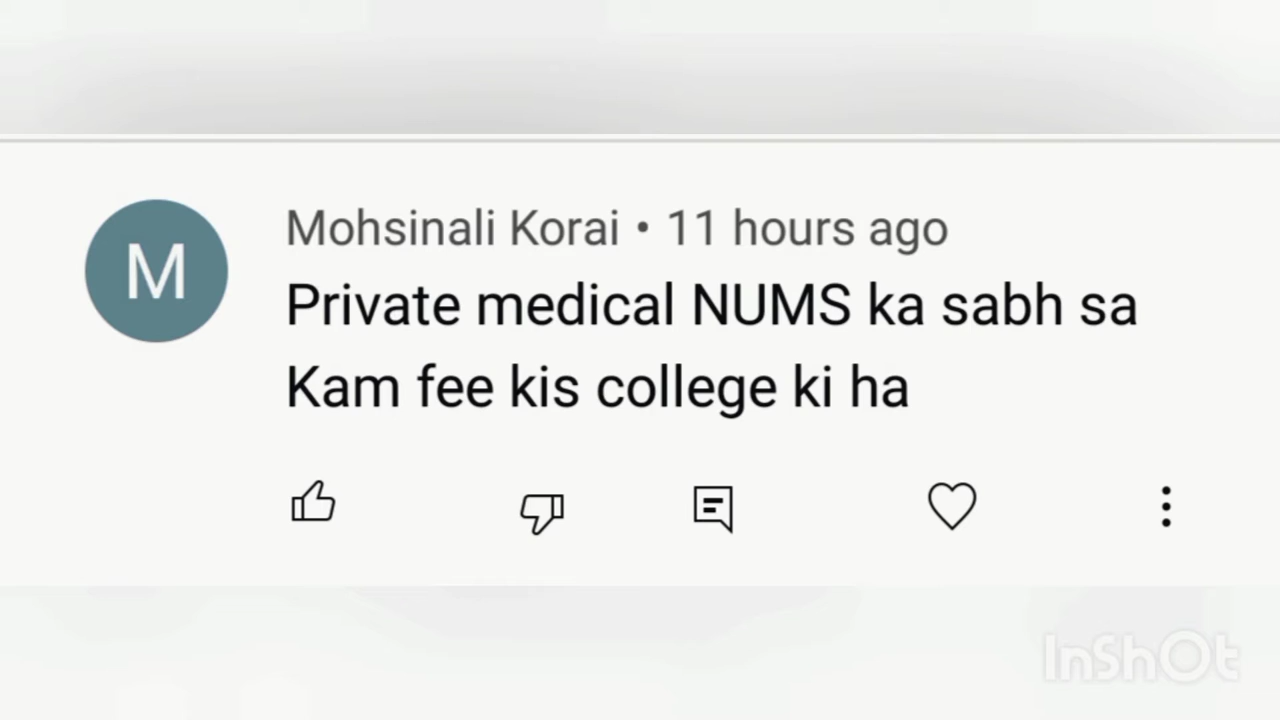 M
Mohsinali Korai • 11 hours ago
Private medical NUMS ka sabh sa
Kam fee kis college ki ha
InShOt